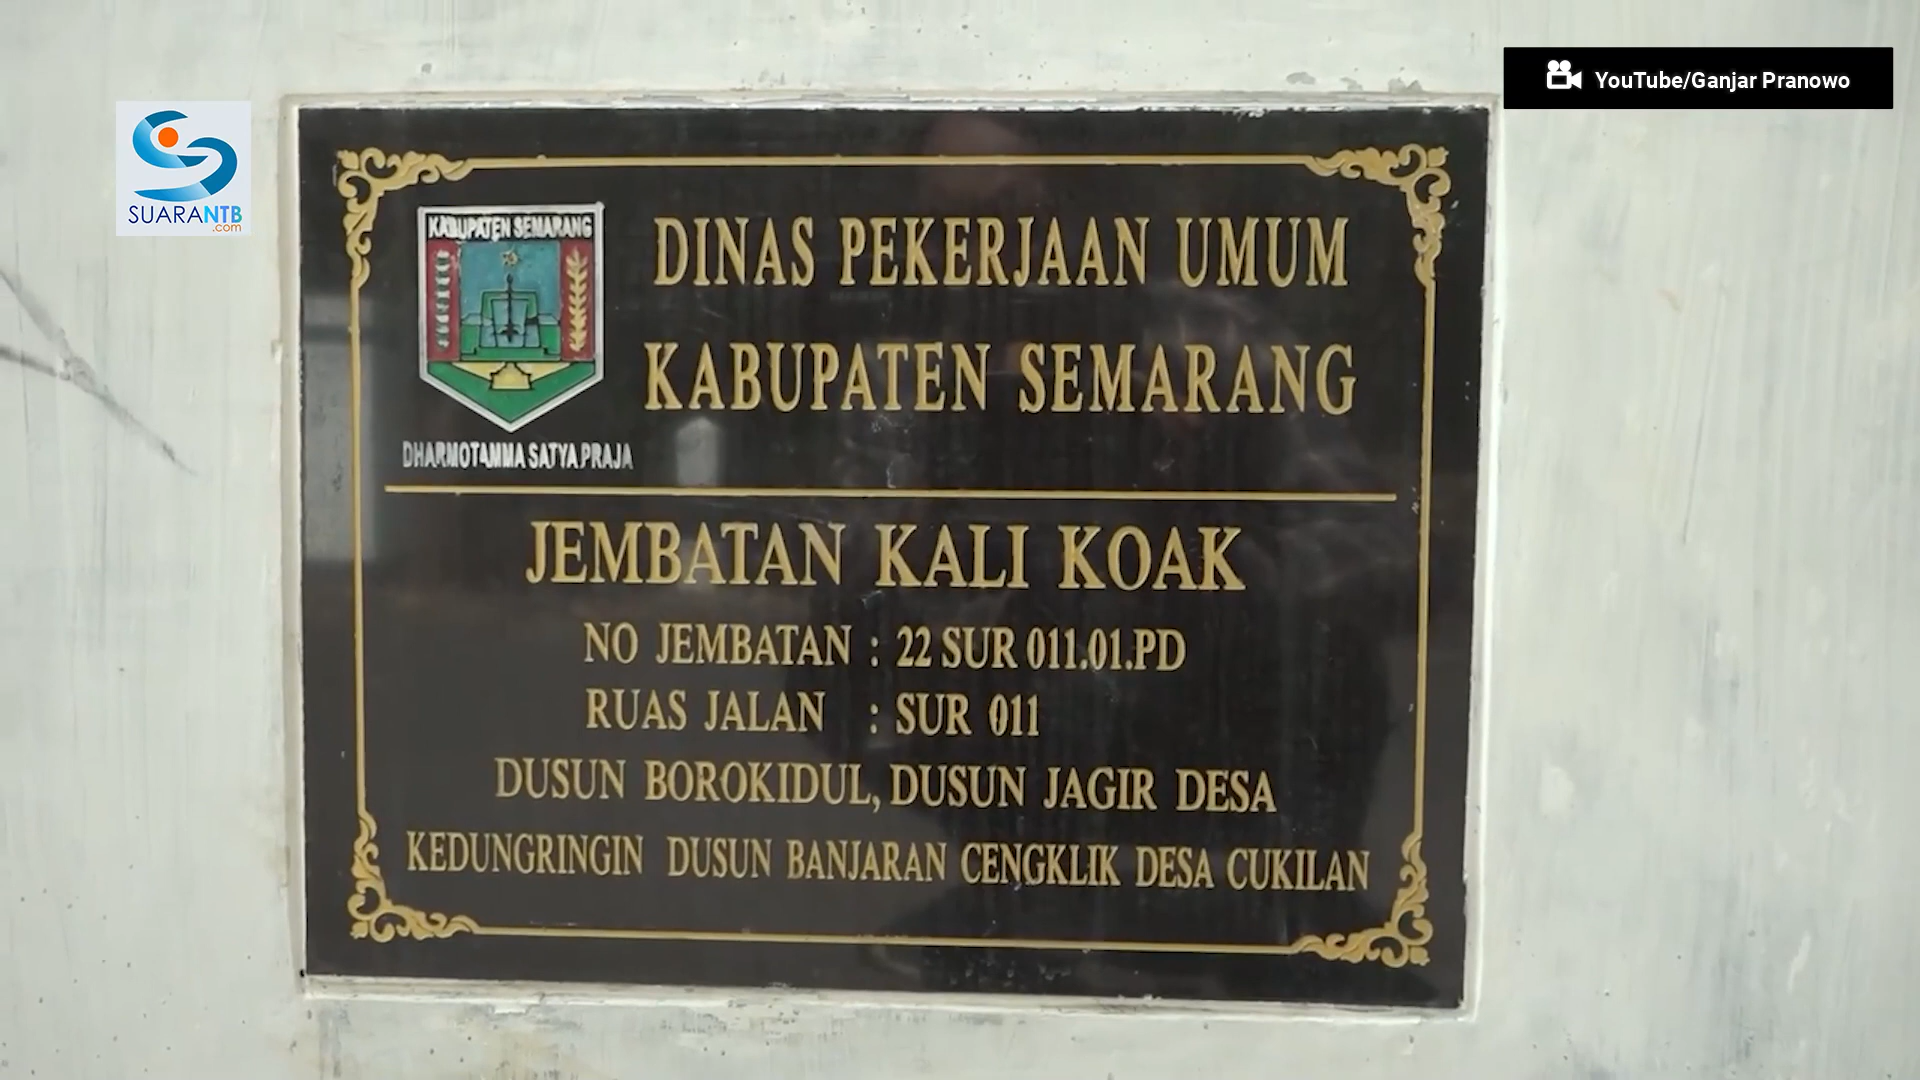 YouTube/Ganjar Pranowo
SUARANTB
.com
KABUPATEN SEMARANG
DHARMOTAMMA SATYA PRAJA
DINAS PEKERJAAN UMUM
KABUPATEN SEMARANG
JEMBATAN KALI KOAK
NO JEMBATAN : 22 SUR 011.01.PD
RUAS JALAN : SUR 011
DUSUN BOROKIDUL, DUSUN JAGIR DESA
KEDUNGRINGIN DUSUN BANJARAN CENGKLIK DESA CUKILAN